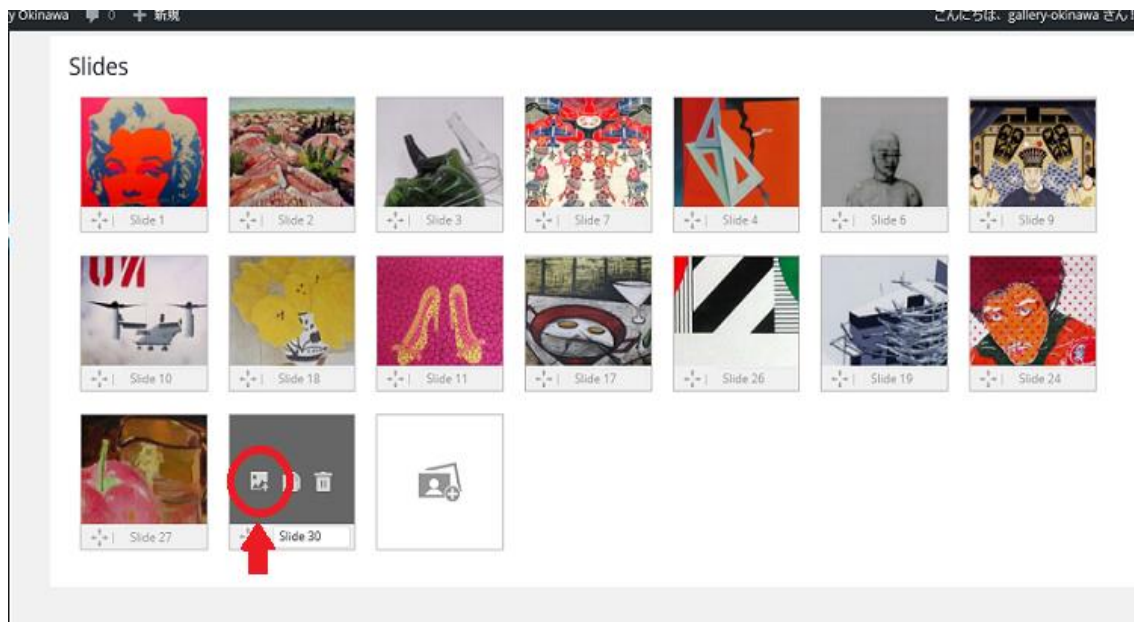 y Okinawa 0 + 新規 こんにちは、gallery-okinawa さん !
Slides
Slide 1 Slide 2 Slide 3 Slide 7 Slide 4 Slide 6 Slide 9
Slide 10 Slide 18 Slide 11 Slide 17 Slide 26 Slide 19 Slide 24
Slide 27 Slide 30